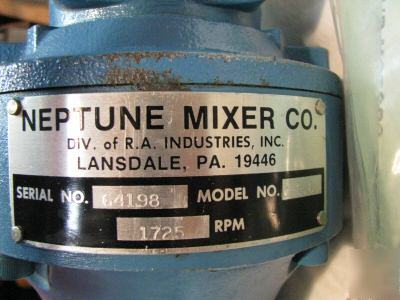 NEPTUNE MIXER CO.
DIV. of R.A. INDUSTRIES, INC.
LANSDALE, PA. 19446
SERIAL NO. 64198 MODEL NO.
1725 RPM